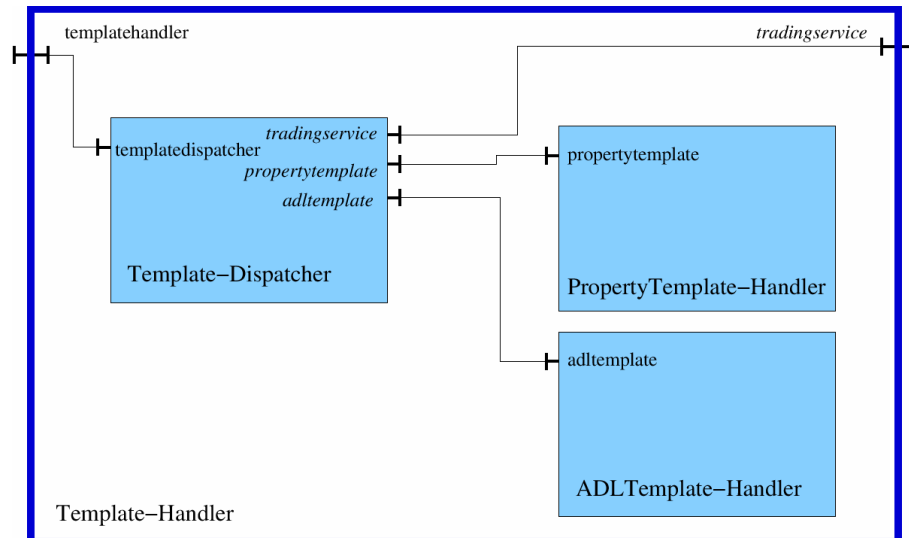 templatehandler
tradingservice
tradingservice
templatedispatcher
propertytemplate
adltemplate
Template−Dispatcher
propertytemplate
PropertyTemplate−Handler
adltemplate
ADLTemplate−Handler
Template−Handler